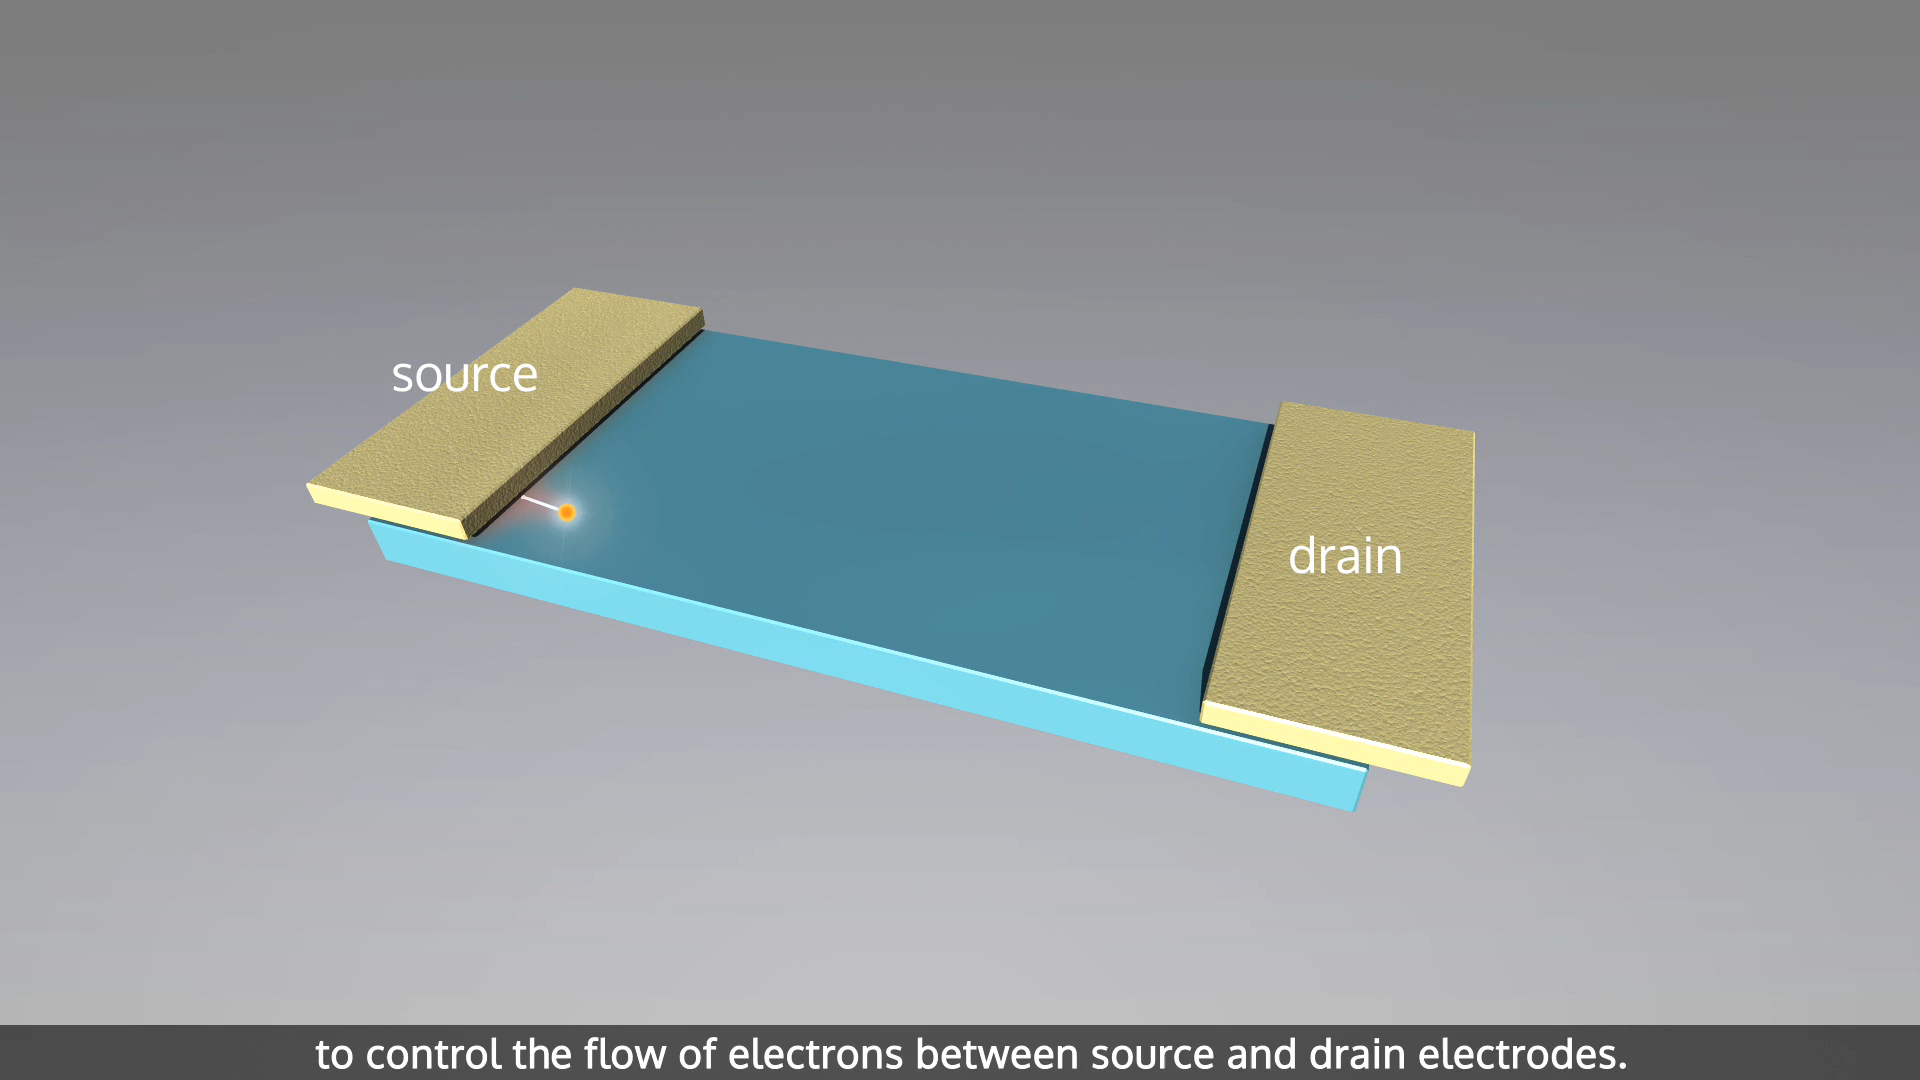 source
drain
to control the flow of electrons between source and drain electrodes.